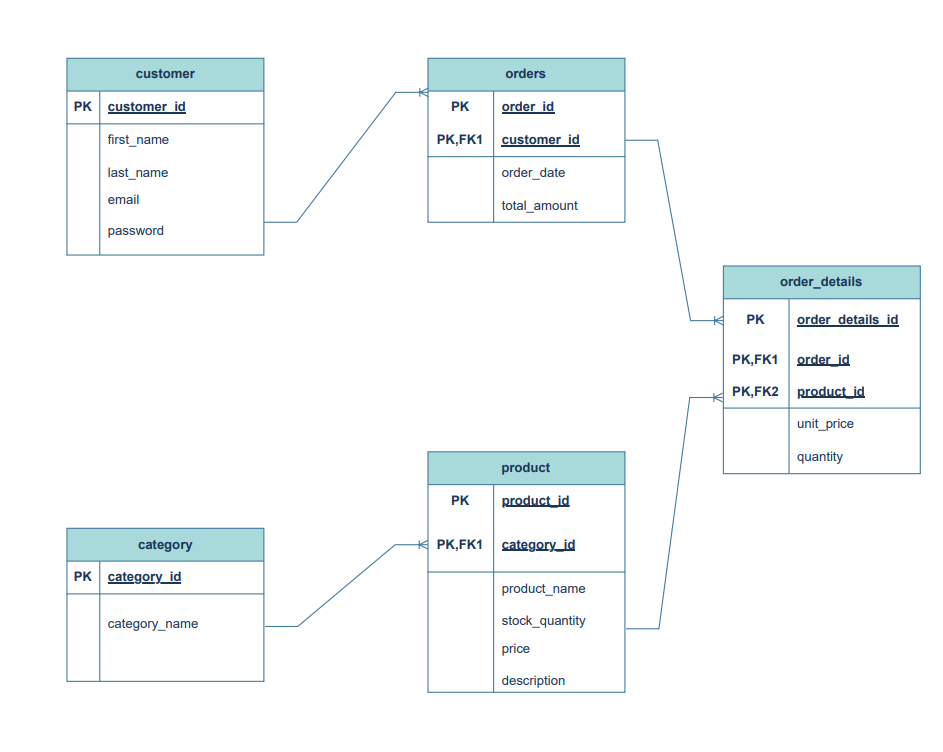 customer
PK customer_id
first_name
last_name
email
password
orders
PK order_id
PK,FK1 customer_id
order_date
total_amount
order_details
PK order_details_id
PK,FK1 order_id
PK,FK2 product_id
unit_price
quantity
product
PK product_id
PK,FK1 category_id
product_name
stock_quantity
price
description
category
PK category_id
category_name